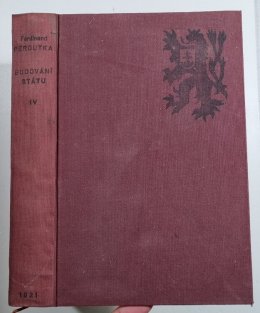 Ferdinand
PEROUTKA
BUDOVÁNÍ
STÁTU
IV
1921